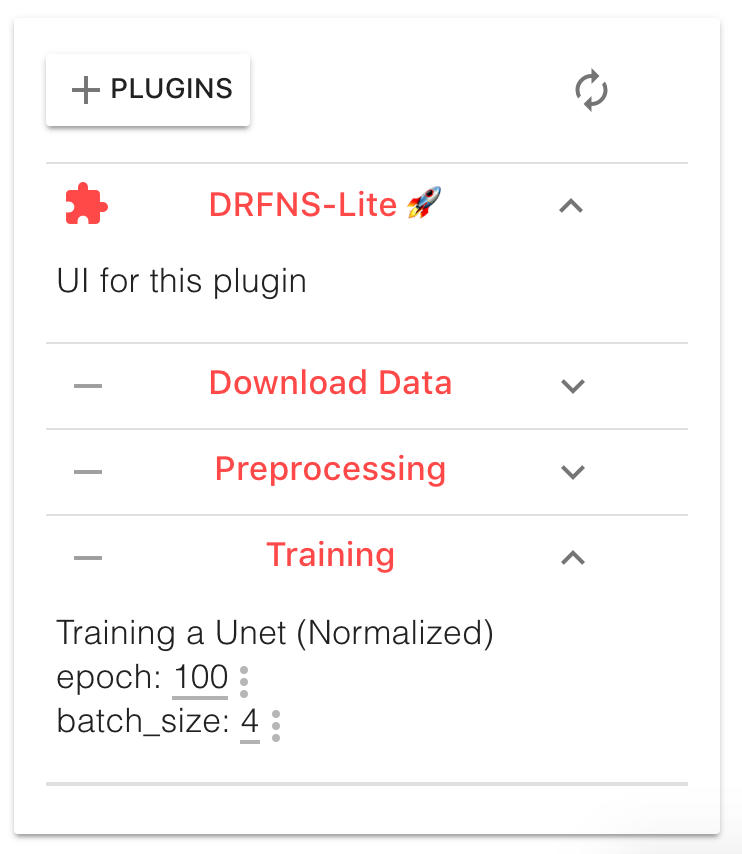 PLUGINS
DRFNS-Lite 🚀
UI for this plugin
Download Data
Preprocessing
Training
Training a Unet (Normalized)
epoch: 100
batch_size: 4